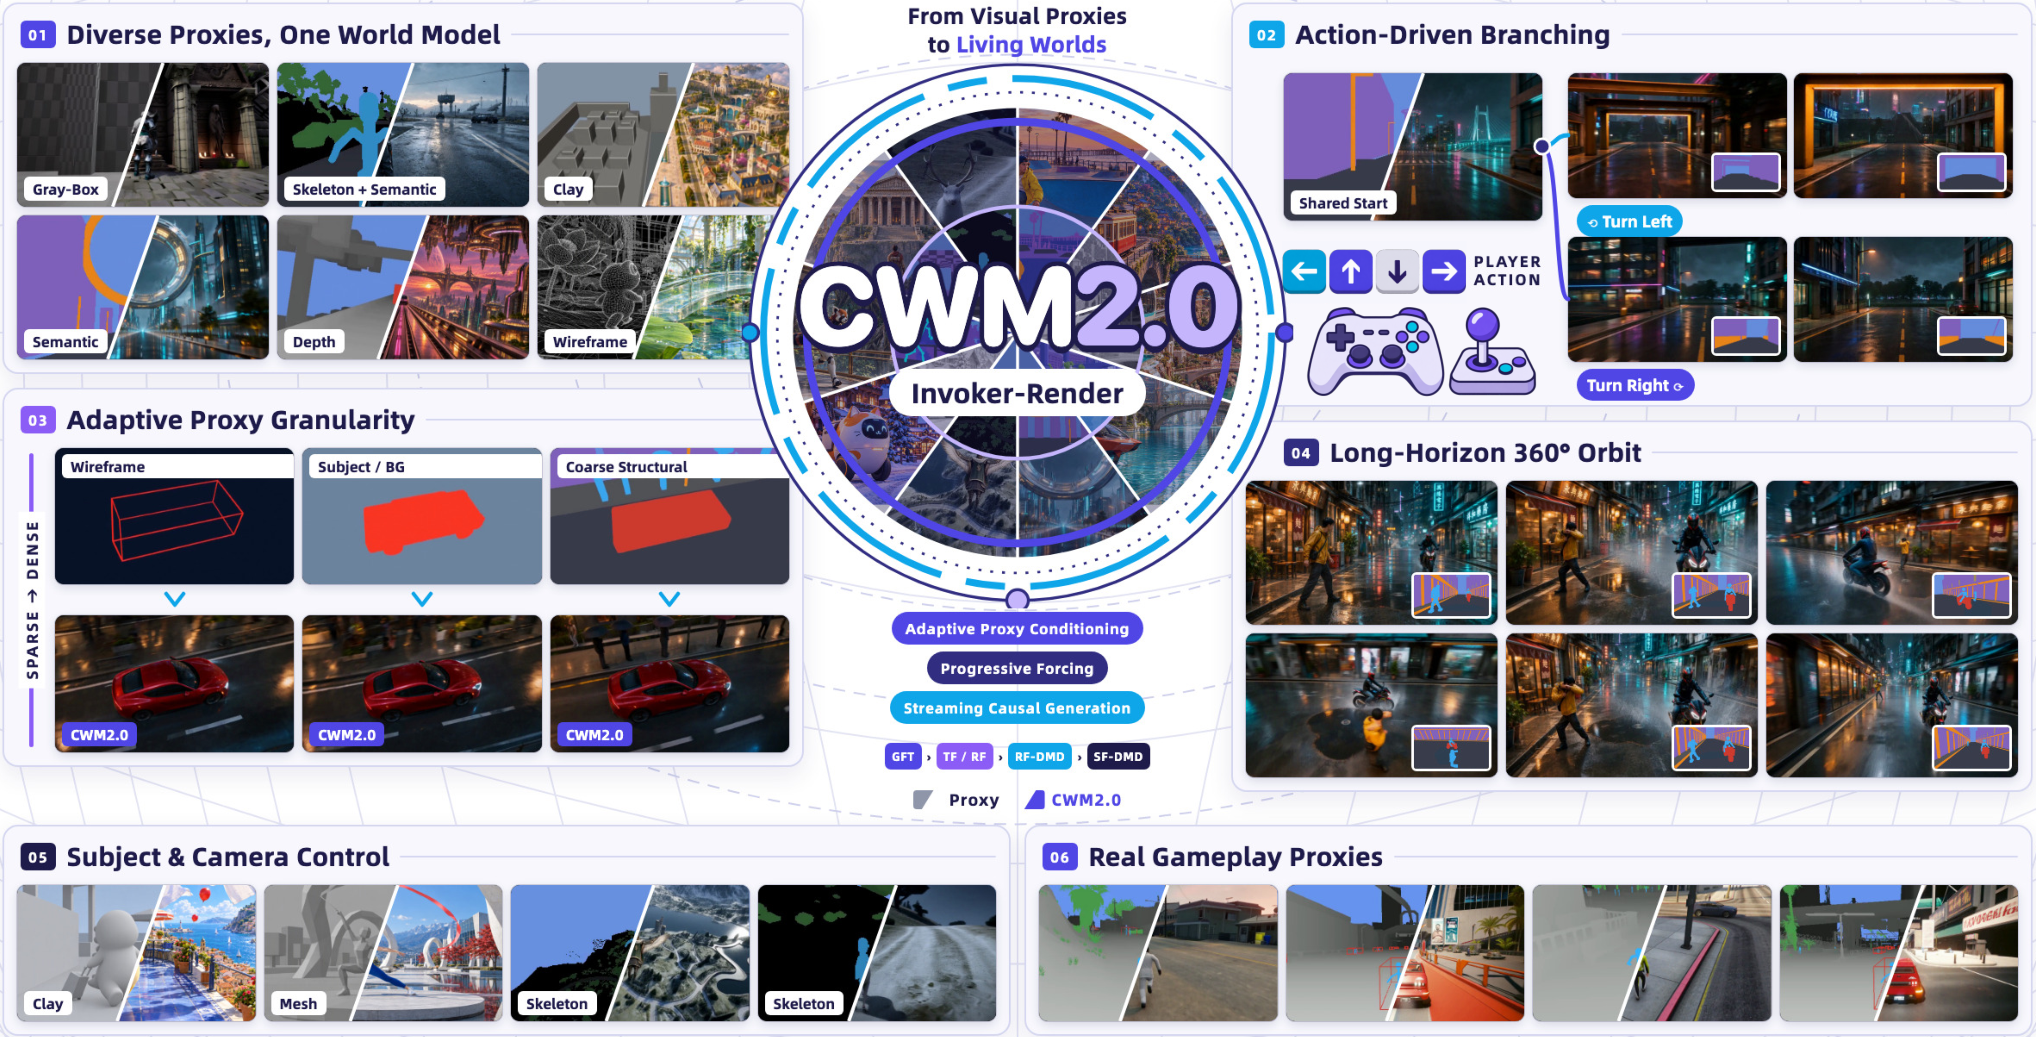 From Visual Proxies
to Living Worlds
CWM2.0
Invoker-Render
Adaptive Proxy Conditioning
Progressive Forcing
Streaming Causal Generation
GFT › TF / RF › RF-DMD › SF-DMD
Proxy CWM2.0
01 Diverse Proxies, One World Model
Gray-Box
Skeleton + Semantic
Clay
Semantic
Depth
Wireframe
02 Action-Driven Branching
Shared Start
Turn Left
PLAYER
ACTION
Turn Right
03 Adaptive Proxy Granularity
SPARSE → DENSE
Wireframe
Subject / BG
Coarse Structural
CWM2.0
CWM2.0
CWM2.0
04 Long-Horizon 360° Orbit
05 Subject & Camera Control
Clay
Mesh
Skeleton
Skeleton
06 Real Gameplay Proxies